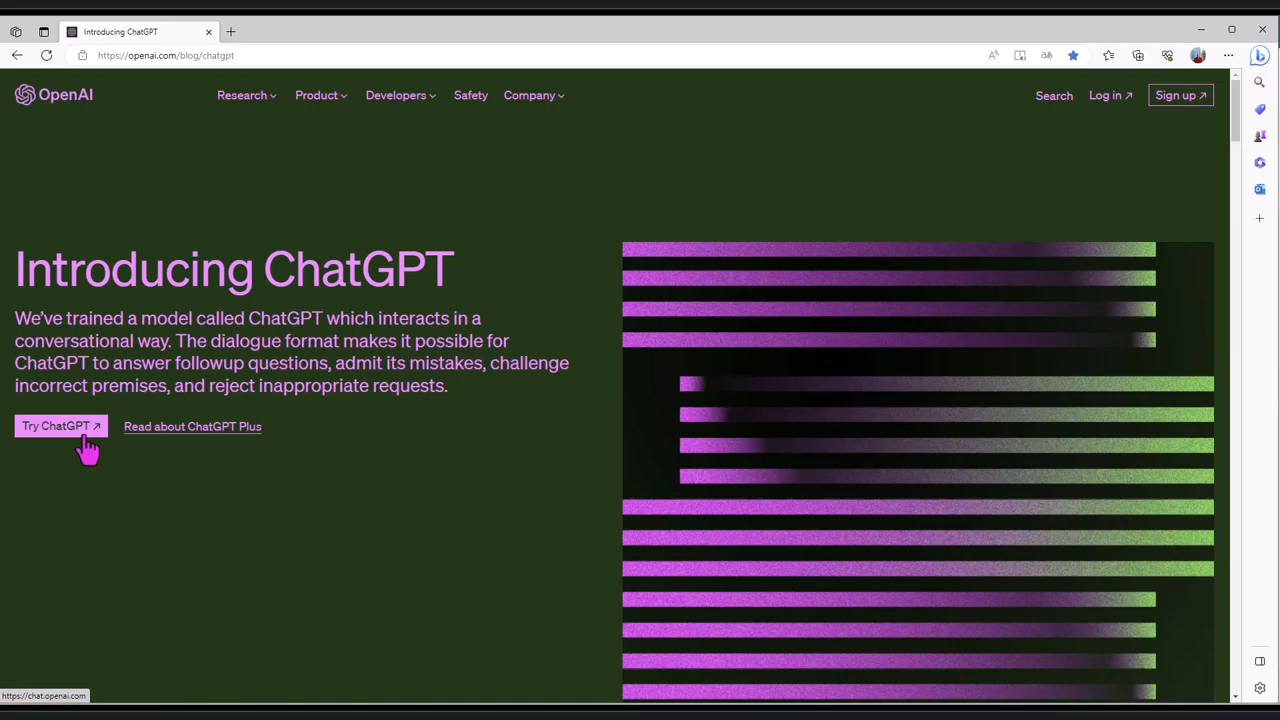 Introducing ChatGPT
https://openai.com/blog/chatgpt
OpenAI
Research
Product
Developers
Safety
Company
Search
Log in ↗
Sign up ↗
Introducing ChatGPT
We've trained a model called ChatGPT which interacts in a
conversational way. The dialogue format makes it possible for
ChatGPT to answer followup questions, admit its mistakes, challenge
incorrect premises, and reject inappropriate requests.
Try ChatGPT ↗
Read about ChatGPT Plus
https://chat.openai.com